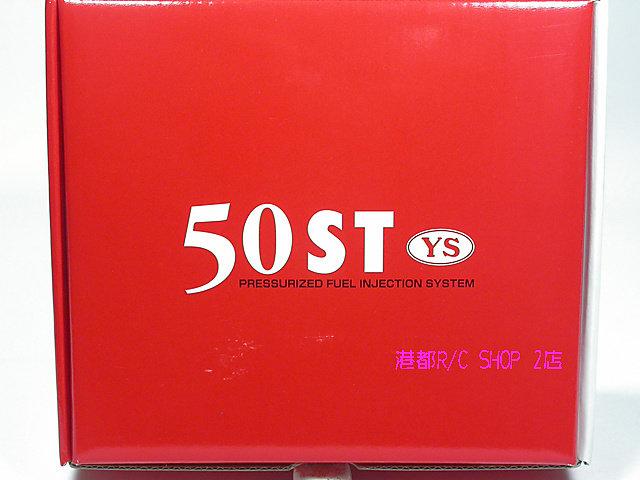 50ST YS
PRESSURIZED FUEL INJECTION SYSTEM
港都R/C SHOP 2店